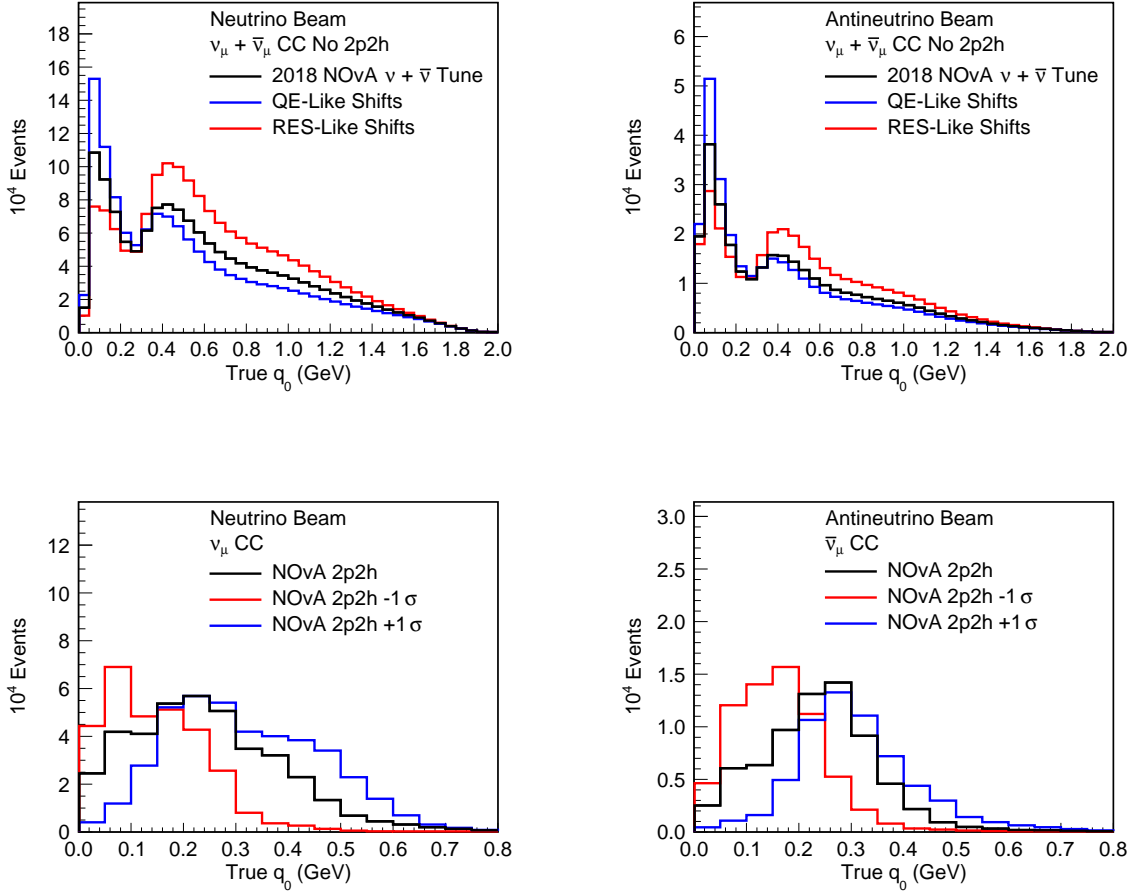 Neutrino Beam
νμ + ν̅μ CC No 2p2h
2018 NOvA ν + ν̅ Tune
QE-Like Shifts
RES-Like Shifts
10⁴ Events
18
16
14
12
10
8
6
4
2
0
0.0 0.2 0.4 0.6 0.8 1.0 1.2 1.4 1.6 1.8 2.0
True q₀ (GeV)
Antineutrino Beam
νμ + ν̅μ CC No 2p2h
2018 NOvA ν + ν̅ Tune
QE-Like Shifts
RES-Like Shifts
10⁴ Events
6
5
4
3
2
1
0
0.0 0.2 0.4 0.6 0.8 1.0 1.2 1.4 1.6 1.8 2.0
True q₀ (GeV)
Neutrino Beam
νμ CC
NOvA 2p2h
NOvA 2p2h -1 σ
NOvA 2p2h +1 σ
10⁴ Events
12
10
8
6
4
2
0
0.0 0.1 0.2 0.3 0.4 0.5 0.6 0.7 0.8
True q₀ (GeV)
Antineutrino Beam
ν̅μ CC
NOvA 2p2h
NOvA 2p2h -1 σ
NOvA 2p2h +1 σ
10⁴ Events
3.0
2.5
2.0
1.5
1.0
0.5
0.0
0.0 0.1 0.2 0.3 0.4 0.5 0.6 0.7 0.8
True q₀ (GeV)